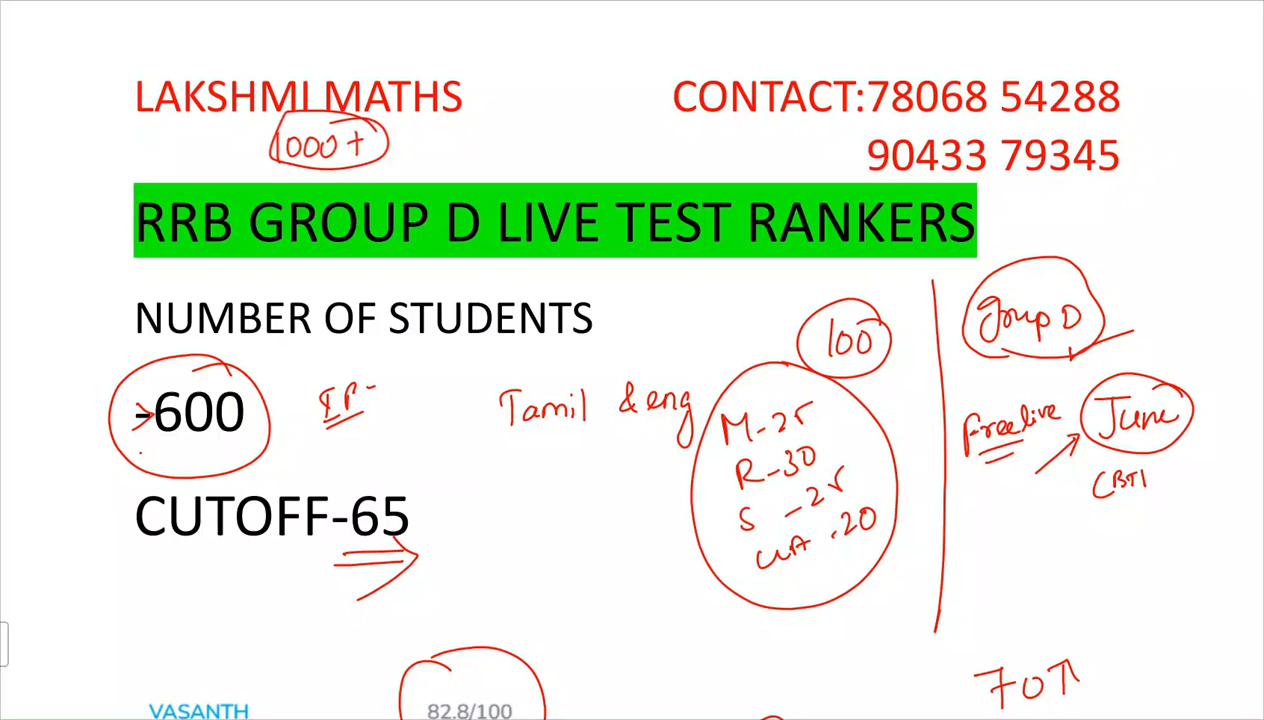 LAKSHMI MATHS
CONTACT:78068 54288
90433 79345
1000+
RRB GROUP D LIVE TEST RANKERS
NUMBER OF STUDENTS
100
Group D
-600
Tamil & eng
M-25
R-30
S-25
-20
Free live
June
CBT1
CUTOFF-65
70
VASANTH
82.8/100